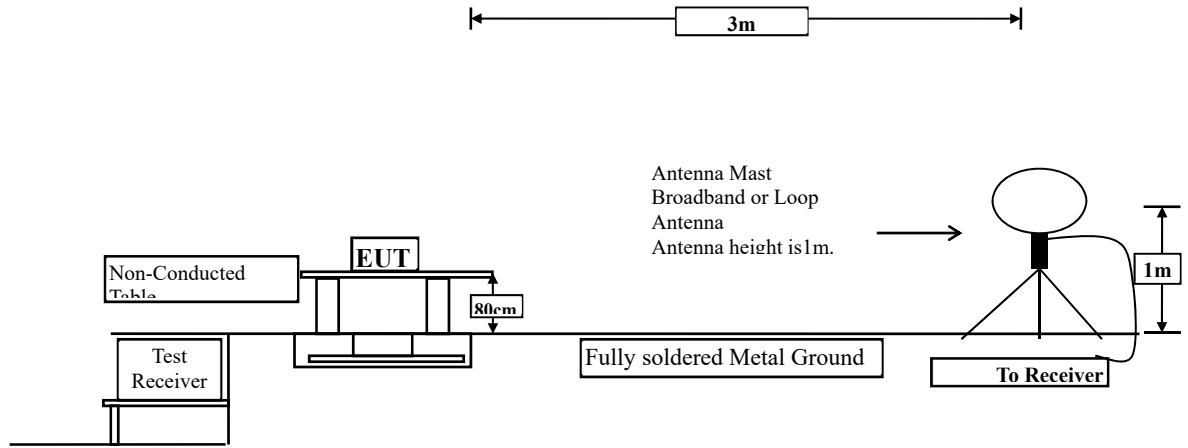 3m
Antenna Mast
Broadband or Loop
Antenna
Antenna height is1m.
EUT
Non-Conducted
Table
80cm
1m
Test
Receiver
Fully soldered Metal Ground
To Receiver